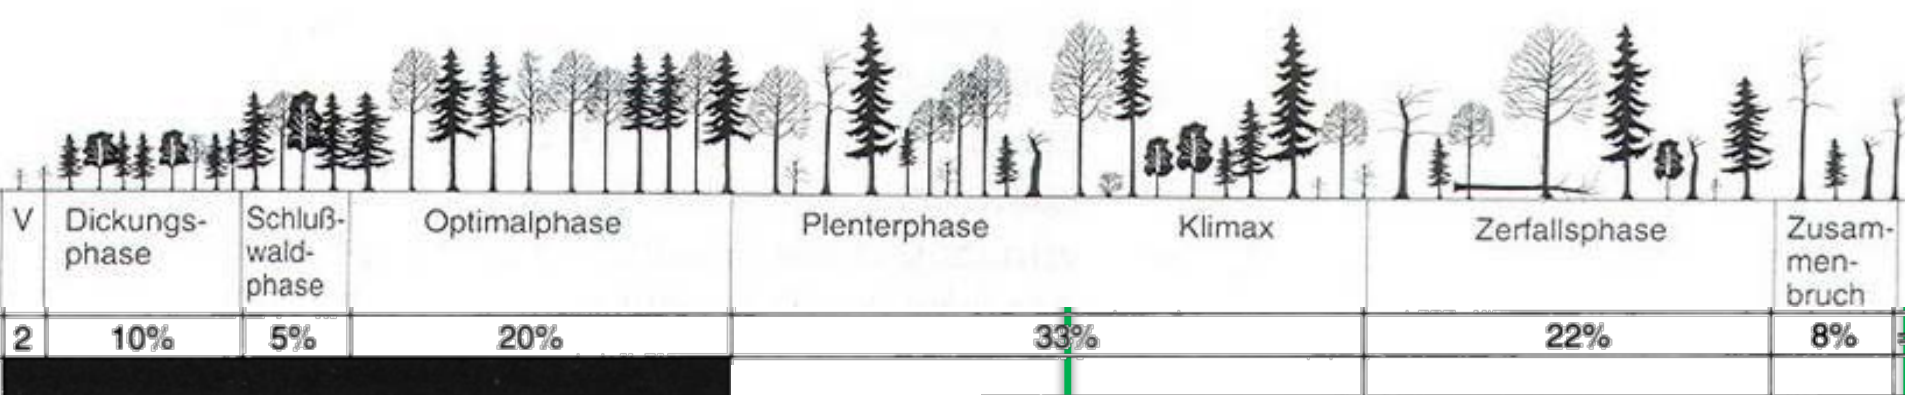 V
Dickungs-
phase
Schluß-
wald-
phase
Optimalphase
Plenterphase
Klimax
Zerfallsphase
Zusam-
men-
bruch
2
10%
5%
20%
33%
22%
8%